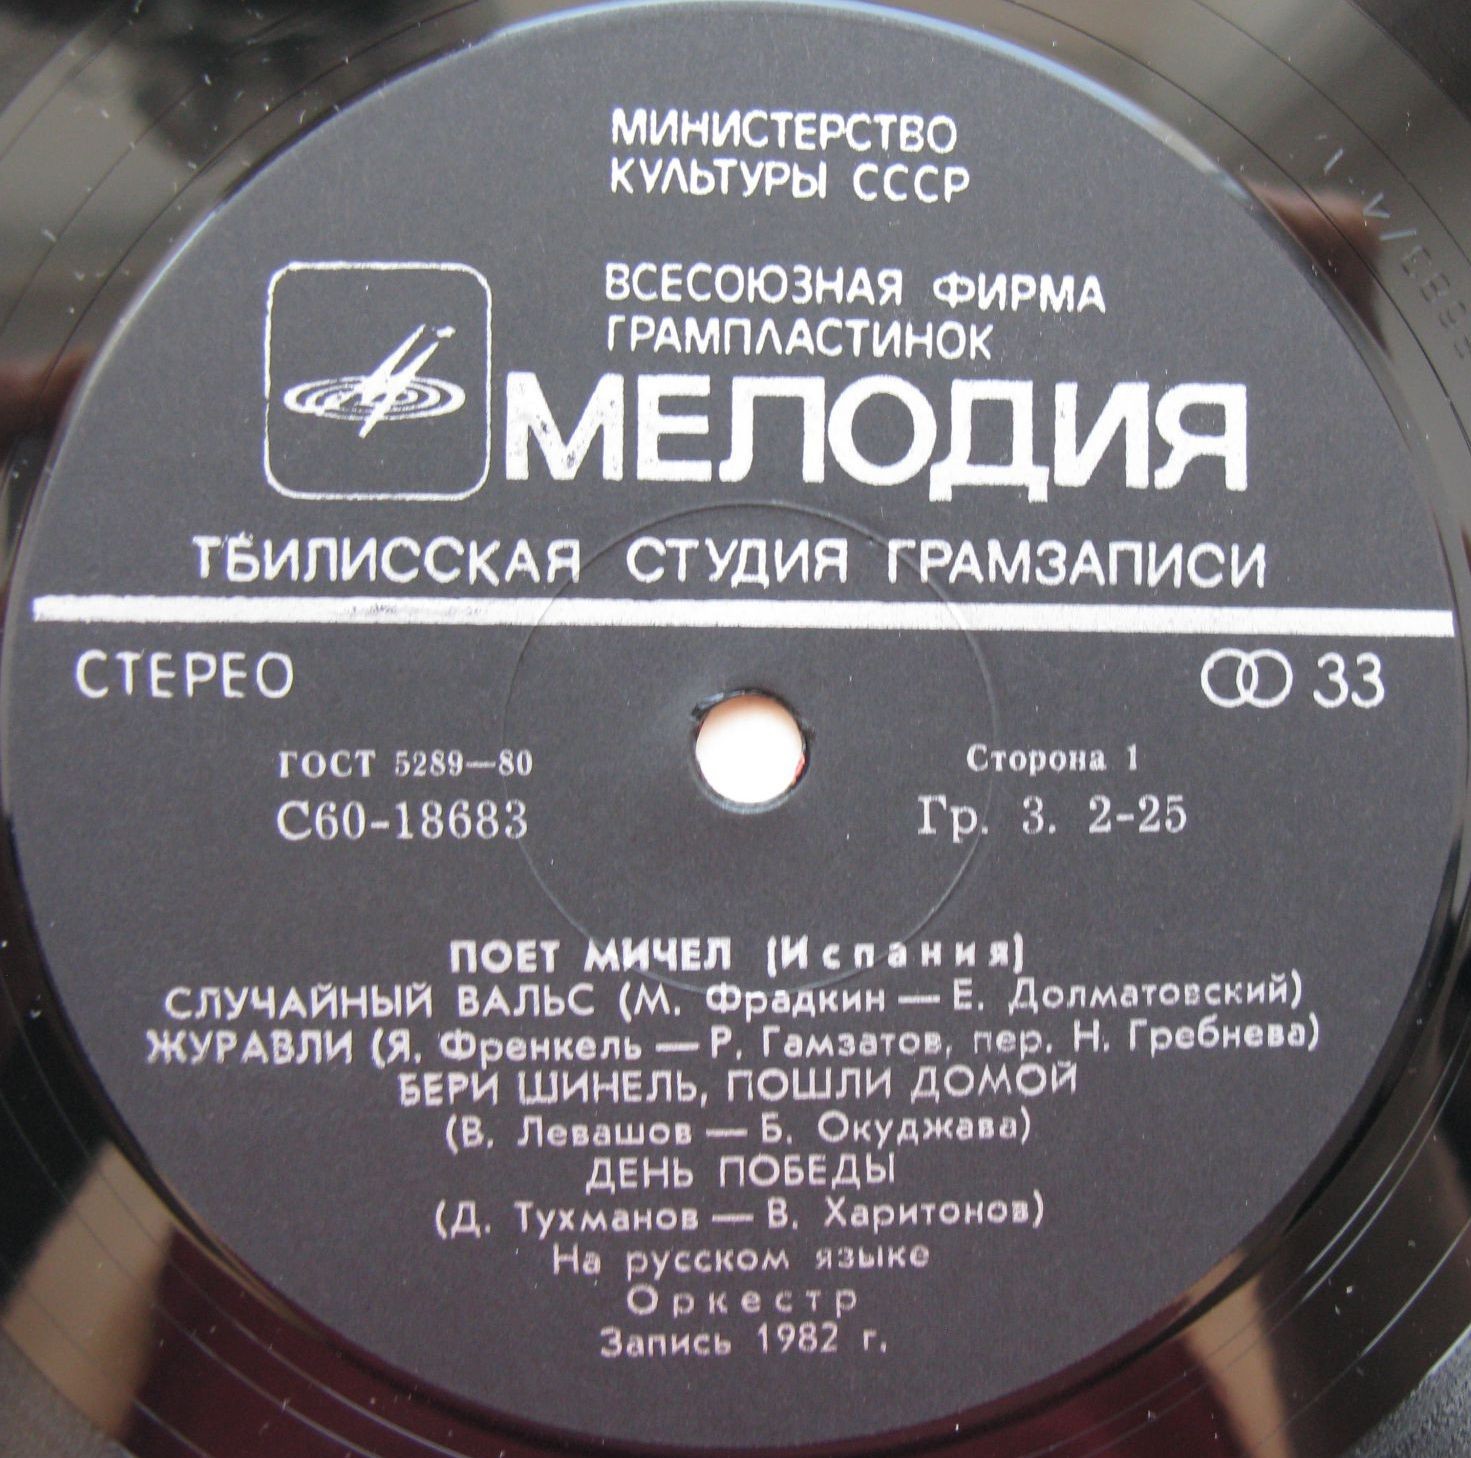 МИНИСТЕРСТВО
КУЛЬТУРЫ СССР
ВСЕСОЮЗНАЯ ФИРМА
ГРАМПЛАСТИНОК
МЕЛОДИЯ
ТБИЛИССКАЯ СТУДИЯ ГРАМЗАПИСИ
СТЕРЕО
33
ГОСТ 5289—80
Сторона 1
С60-18683
Гр. 3. 2-25
ПОЕТ МИЧЕЛ (Испания)
СЛУЧАЙНЫЙ ВАЛЬС (М. Фрадкин — Е. Долматовский)
ЖУРАВЛИ (Я. Френкель — Р. Гамзатов, пер. Н. Гребнева)
БЕРИ ШИНЕЛЬ, ПОШЛИ ДОМОЙ
(В. Левашов — Б. Окуджава)
ДЕНЬ ПОБЕДЫ
(Д. Тухманов — В. Харитонов)
На русском языке
Оркестр
Запись 1982 г.